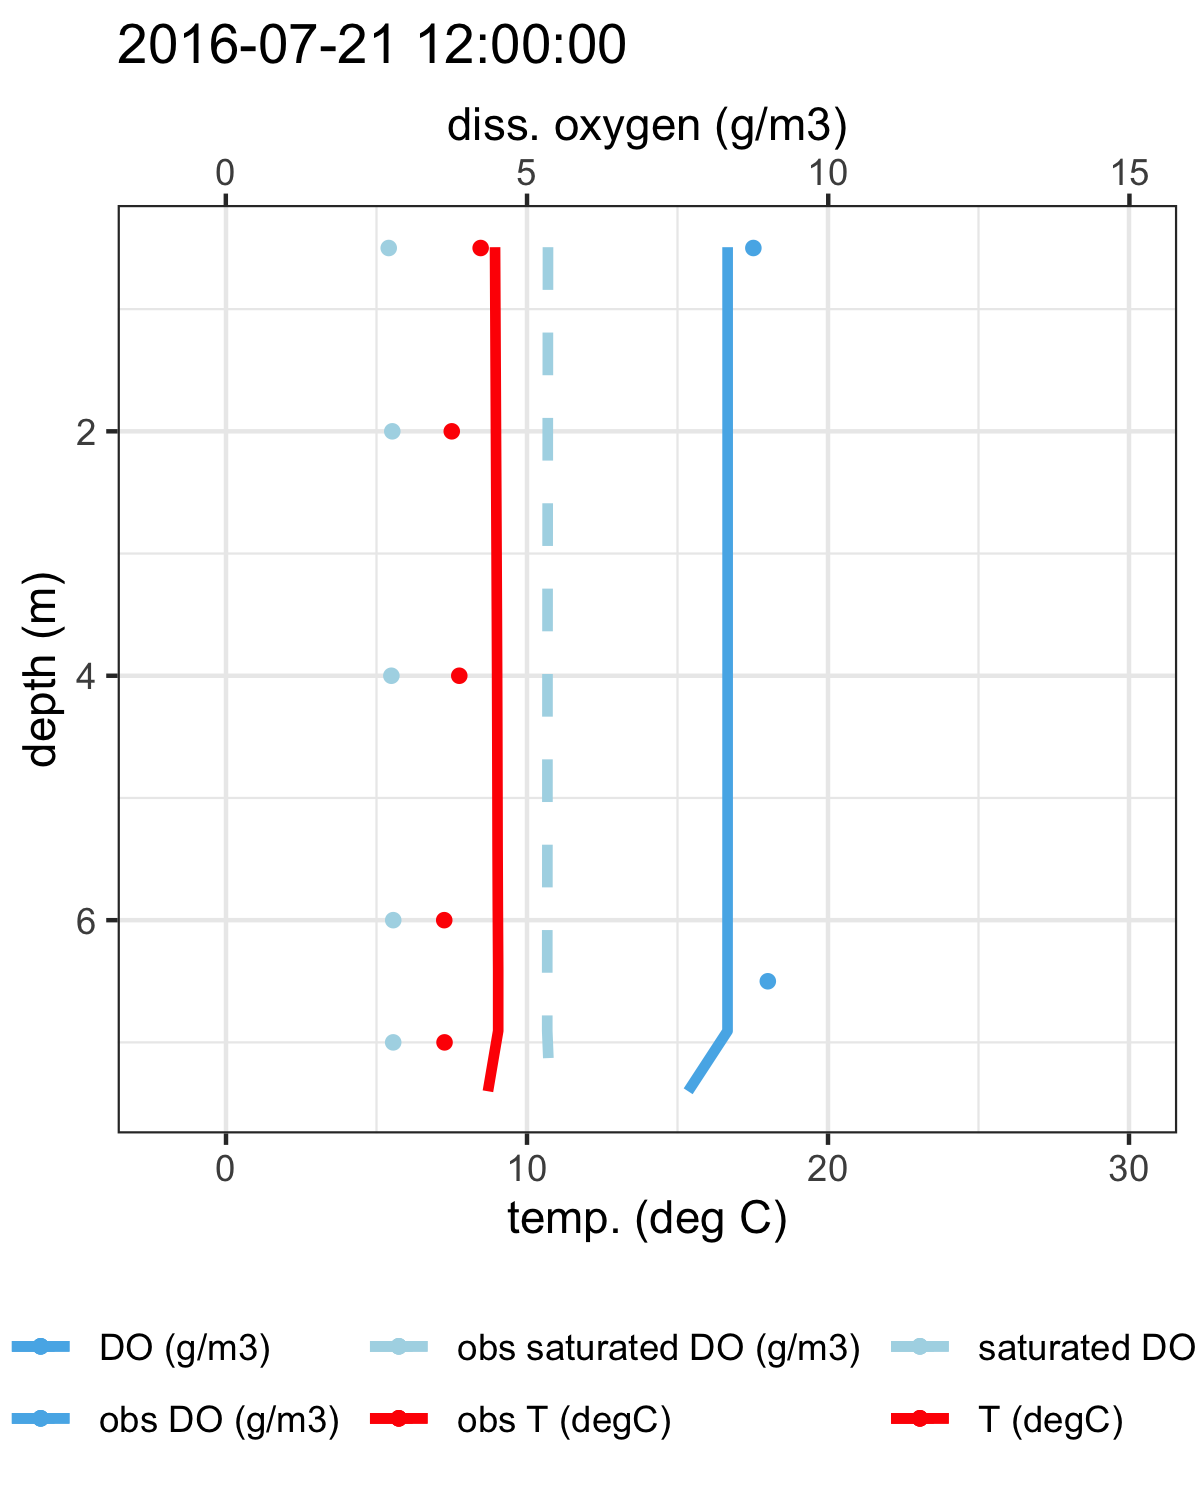 2016-07-21 12:00:00
diss. oxygen (g/m3)
0 5 10 15
2
4
6
depth (m)
0 10 20 30
temp. (deg C)
DO (g/m3) obs saturated DO (g/m3) saturated DO
obs DO (g/m3) obs T (degC) T (degC)